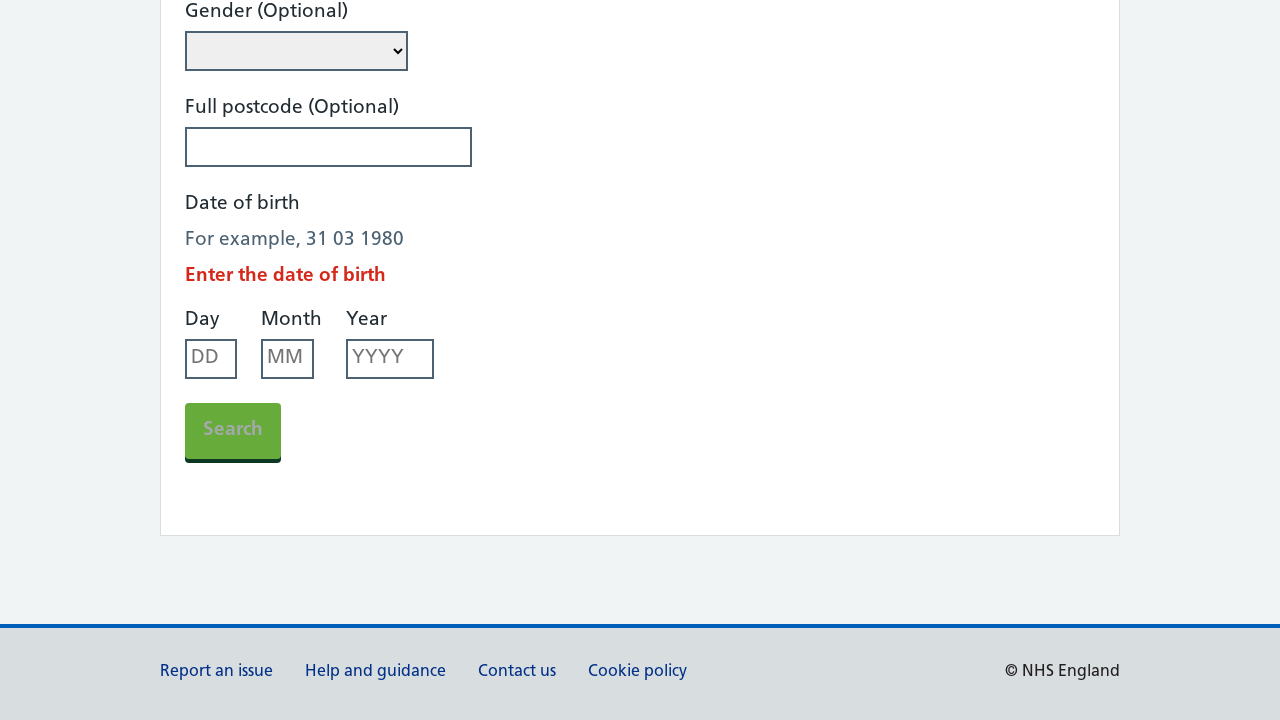 Gender (Optional)
Full postcode (Optional)
Date of birth
For example, 31 03 1980
Enter the date of birth
Day Month Year
DD MM YYYY
Search
Report an issue Help and guidance Contact us Cookie policy © NHS England